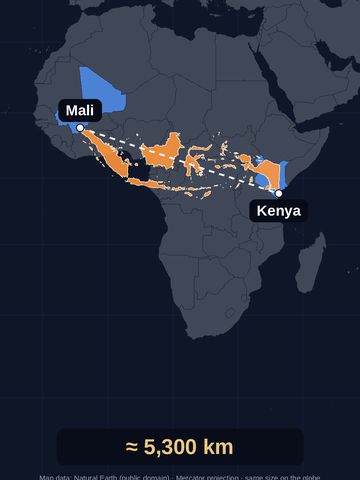 Mali
Kenya
≈ 5,300 km
Map data: Natural Earth (public domain) · Mercator projection · same size on the globe